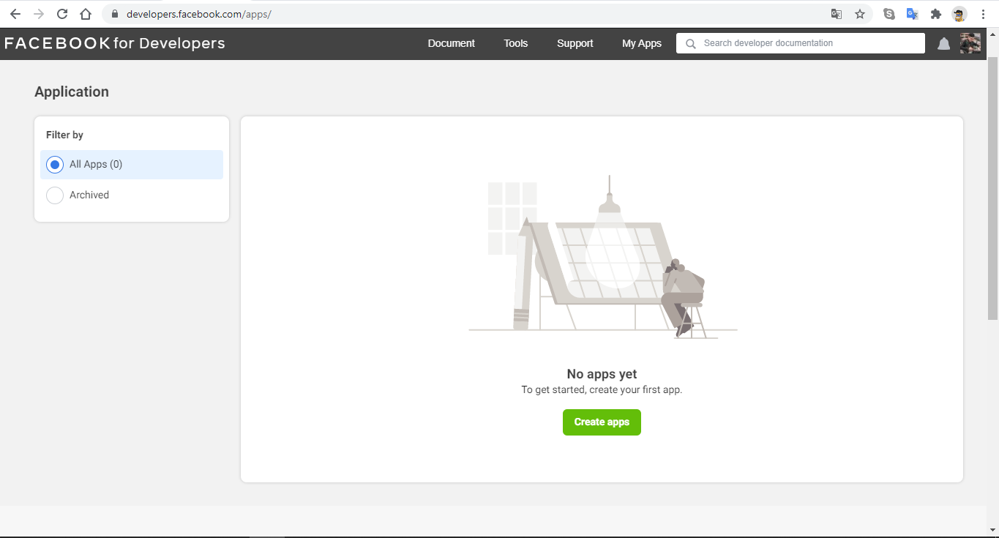 developers.facebook.com/apps/
FACEBOOK for Developers
Document
Tools
Support
My Apps
Search developer documentation
Application
Filter by
All Apps (0)
Archived
No apps yet
To get started, create your first app.
Create apps